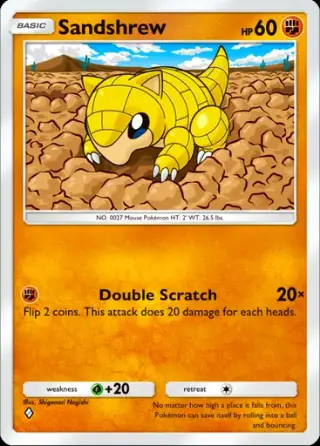 BASIC
Sandshrew
HP 60
NO. 0027 Mouse Pokémon HT: 2' WT: 26.5 lbs.
Double Scratch 20×
Flip 2 coins. This attack does 20 damage for each heads.
weakness +20 retreat
Illus. Shigenori Negishi
No matter how high a place it falls from, this
Pokémon can save itself by rolling into a ball
and bouncing.